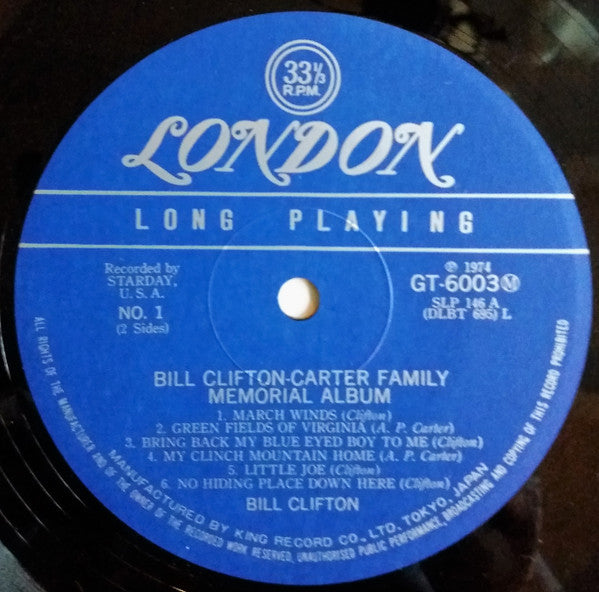 33⅓
R.P.M.
LONDON
LONG PLAYING
Recorded by
STARDAY,
U.S.A.
NO. 1
(2 Sides)
℗ 1974
GT-6003Ⓜ
SLP 146 A
(DLBT 695) L
BILL CLIFTON-CARTER FAMILY
MEMORIAL ALBUM
1. MARCH WINDS (Clifton)
2. GREEN FIELDS OF VIRGINIA (A. P. Carter)
3. BRING BACK MY BLUE EYED BOY TO ME (Clifton)
4. MY CLINCH MOUNTAIN HOME (A. P. Carter)
5. LITTLE JOE (Clifton)
6. NO HIDING PLACE DOWN HERE (Clifton)
BILL CLIFTON
MANUFACTURED BY KING RECORD CO., LTD. TOKYO, JAPAN
ALL RIGHTS OF THE MANUFACTURER AND OF THE OWNER OF THE RECORDED WORK RESERVED, UNAUTHORISED PUBLIC PERFORMANCE, BROADCASTING AND COPYING OF THIS RECORD PROHIBITED